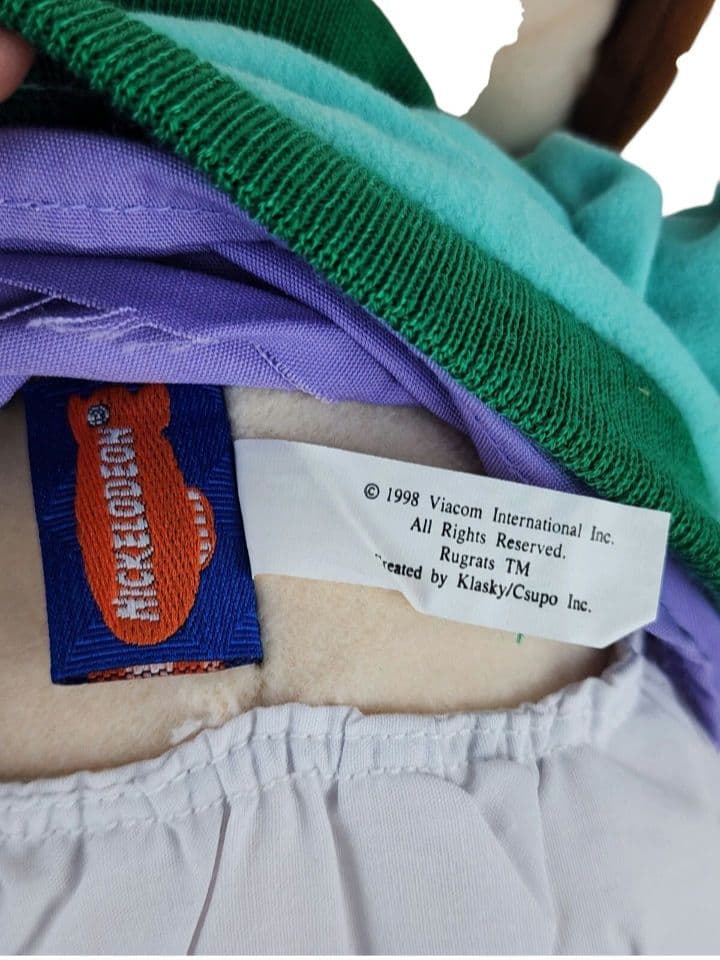 NICKELODEON
© 1998 Viacom International Inc.
All Rights Reserved.
Rugrats TM
reated by Klasky/Csupo Inc.